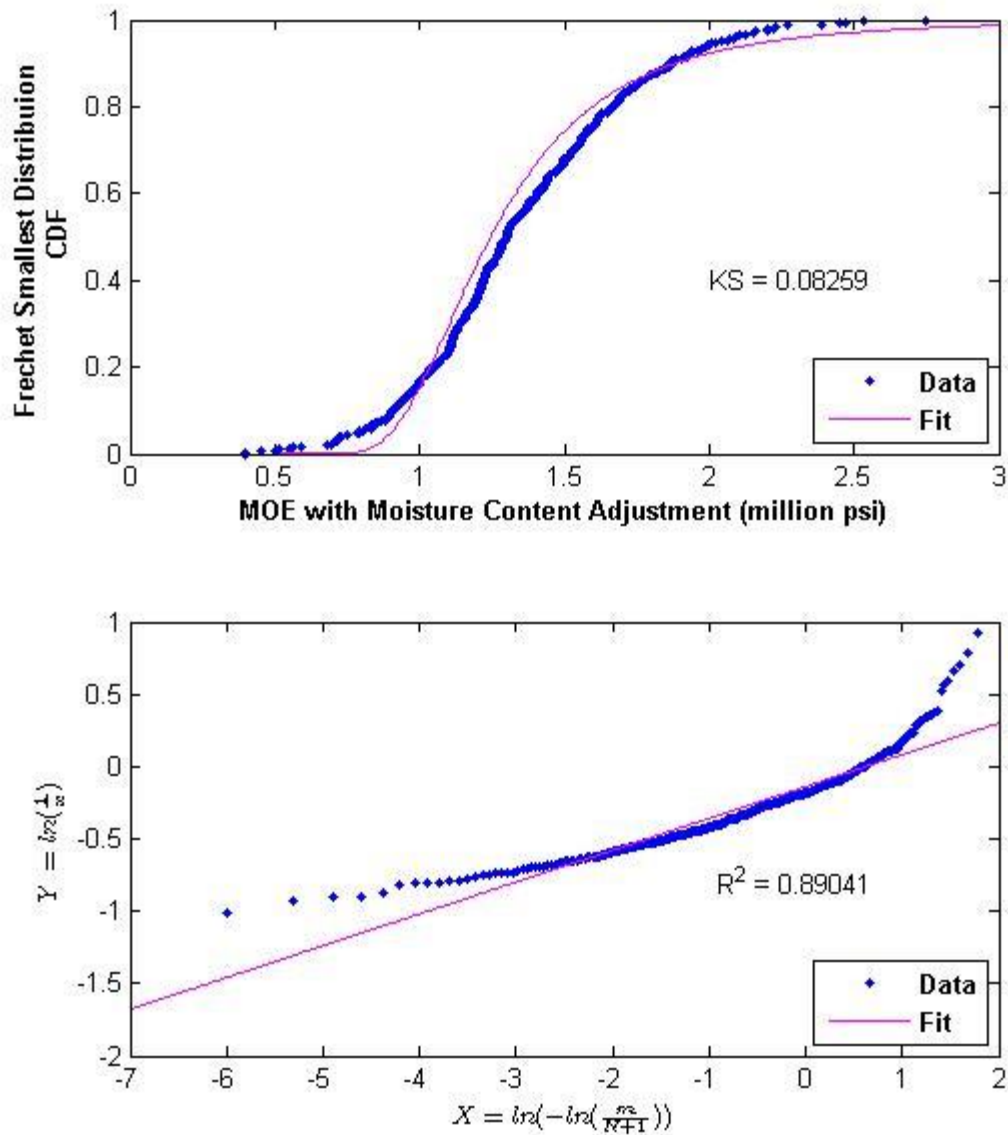 Frechet Smallest Distribuion
CDF
1
0.8
0.6
0.4
0.2
0
KS = 0.08259
Data
Fit
0 0.5 1 1.5 2 2.5 3
MOE with Moisture Content Adjustment (million psi)
1
0.5
0
-0.5
-1
-1.5
-2
Y = ln(1/x)
R² = 0.89041
Data
Fit
-7 -6 -5 -4 -3 -2 -1 0 1 2
X = ln(-ln(m/N+1))